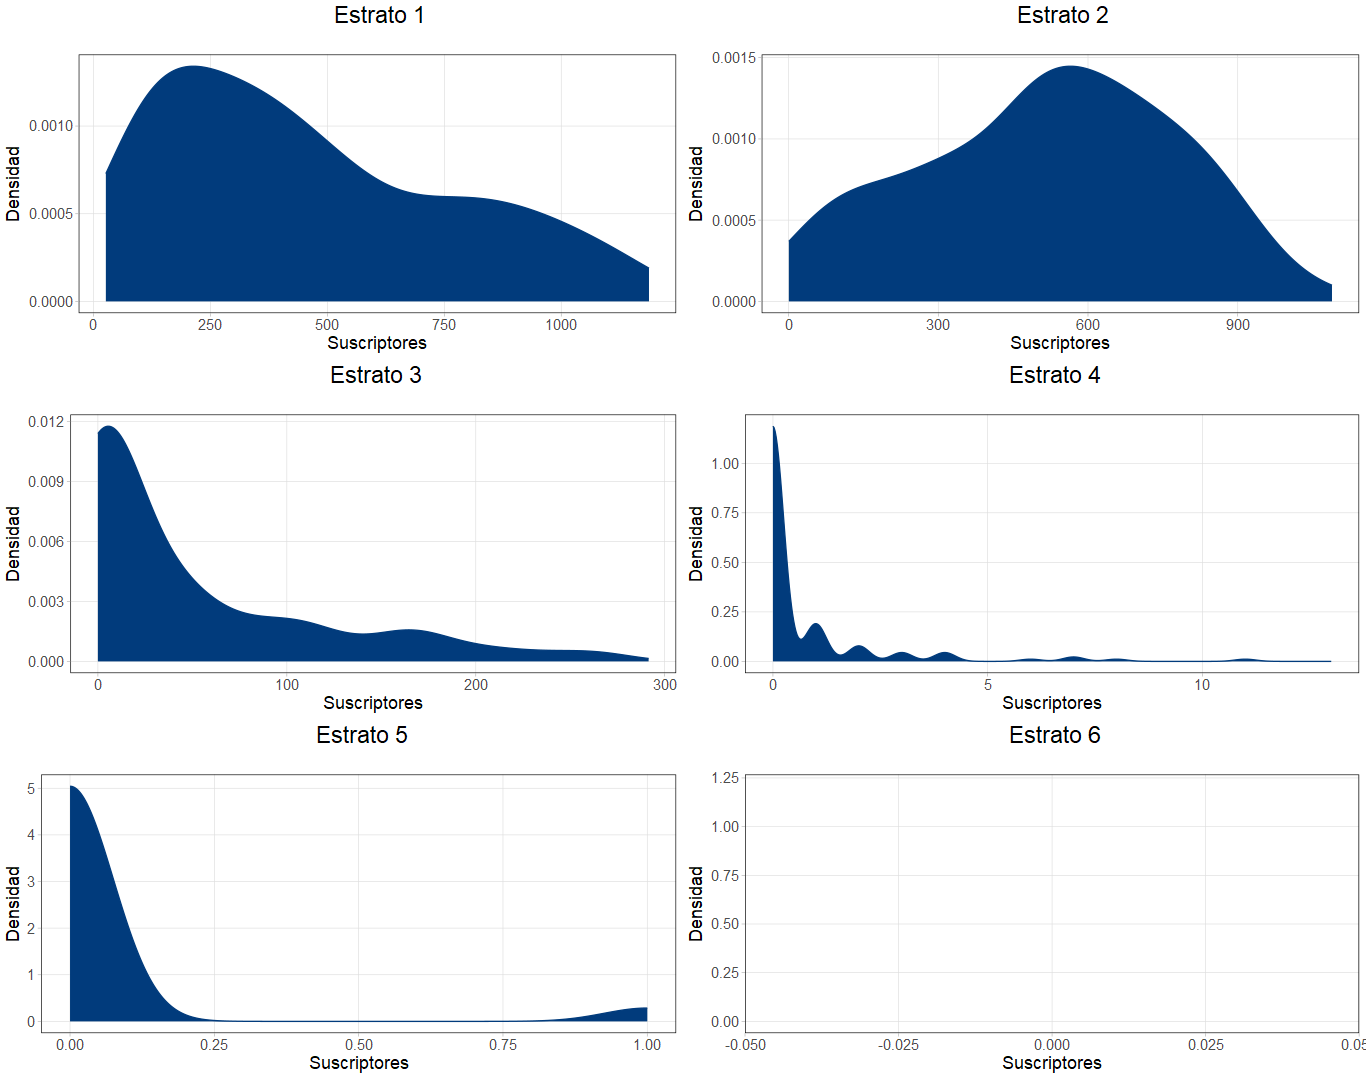 Estrato 1
0.0010
0.0005
0.0000
Densidad
0 250 500 750 1000
Suscriptores
Estrato 2
0.0015
0.0010
0.0005
0.0000
Densidad
0 300 600 900
Suscriptores
Estrato 3
0.012
0.009
0.006
0.003
0.000
Densidad
0 100 200 300
Suscriptores
Estrato 4
1.00
0.75
0.50
0.25
0.00
Densidad
0 5 10
Suscriptores
Estrato 5
5
4
3
2
1
0
Densidad
0.00 0.25 0.50 0.75 1.00
Suscriptores
Estrato 6
1.25
1.00
0.75
0.50
0.25
0.00
Densidad
-0.050 -0.025 0.000 0.025
Suscriptores